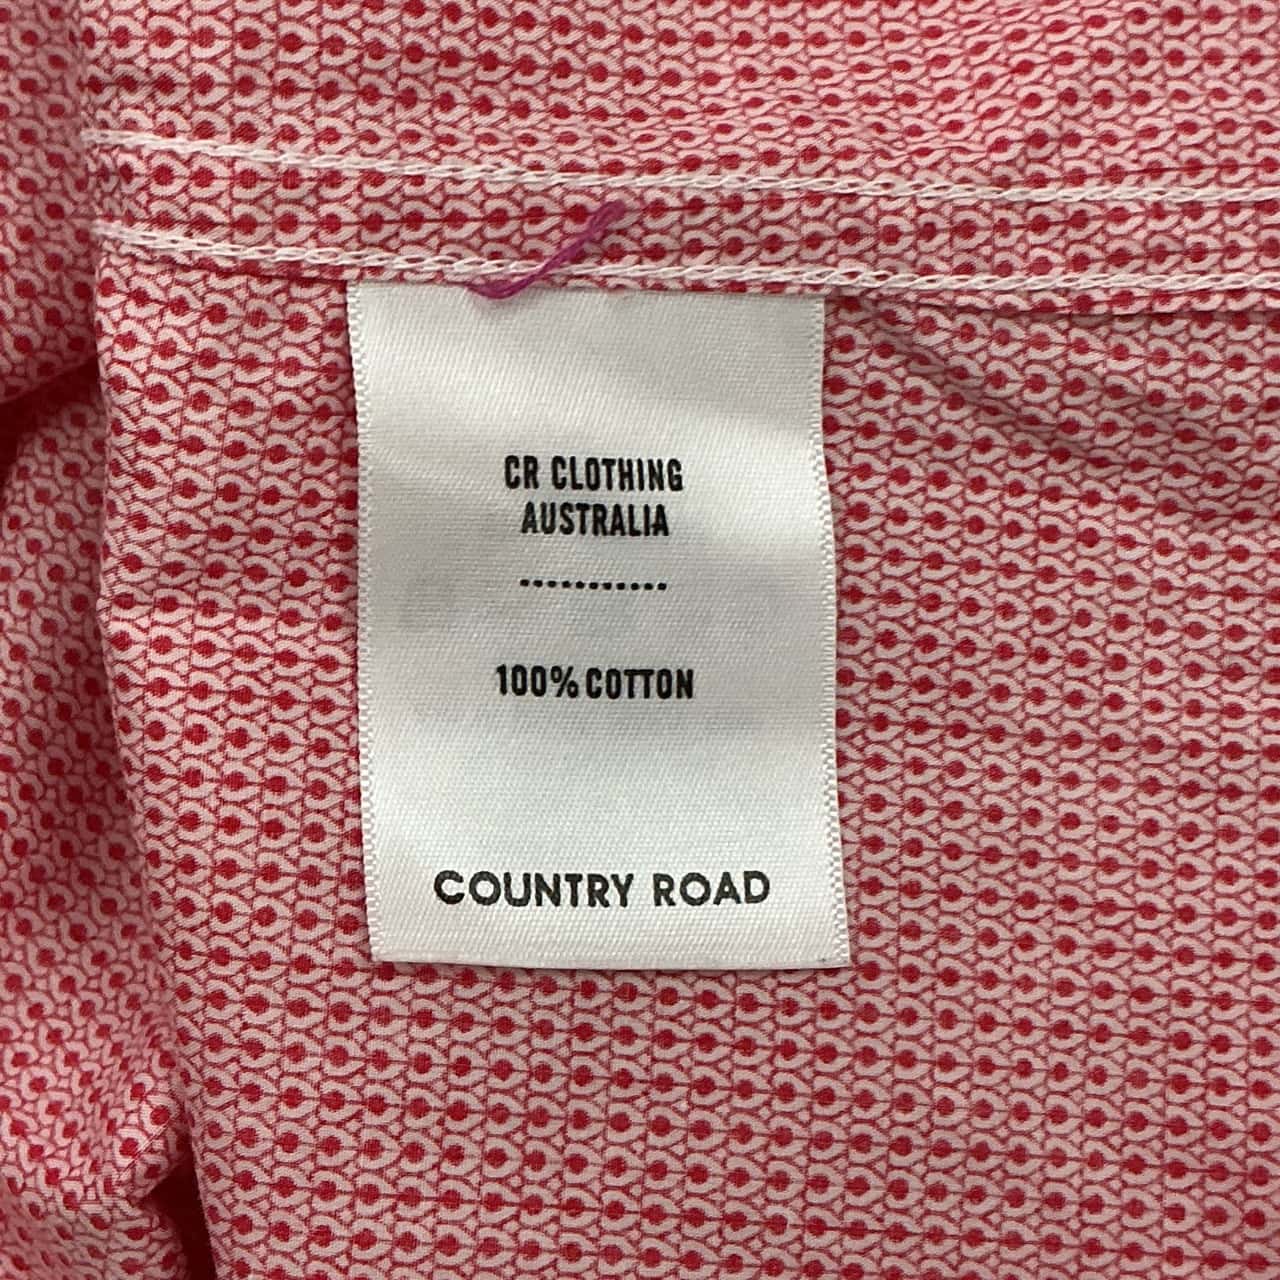 CR CLOTHING
AUSTRALIA
...........
100% COTTON
COUNTRY ROAD